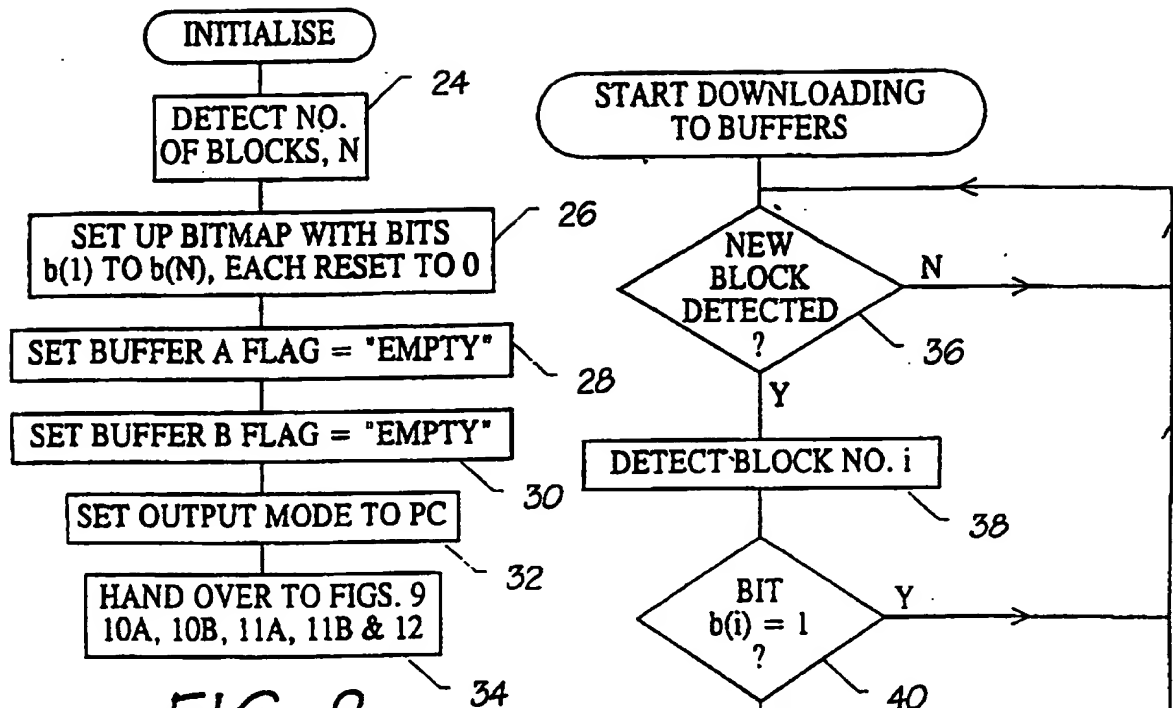 INITIALISE
24
DETECT NO.
OF BLOCKS, N
26
SET UP BITMAP WITH BITS
b(1) TO b(N), EACH RESET TO 0
SET BUFFER A FLAG = "EMPTY"
28
SET BUFFER B FLAG = "EMPTY"
30
SET OUTPUT MODE TO PC
32
HAND OVER TO FIGS. 9
10A, 10B, 11A, 11B & 12
34
START DOWNLOADING
TO BUFFERS
NEW
BLOCK
DETECTED
?
N
36
Y
DETECT BLOCK NO. i
38
BIT
b(i) = 1
?
Y
40